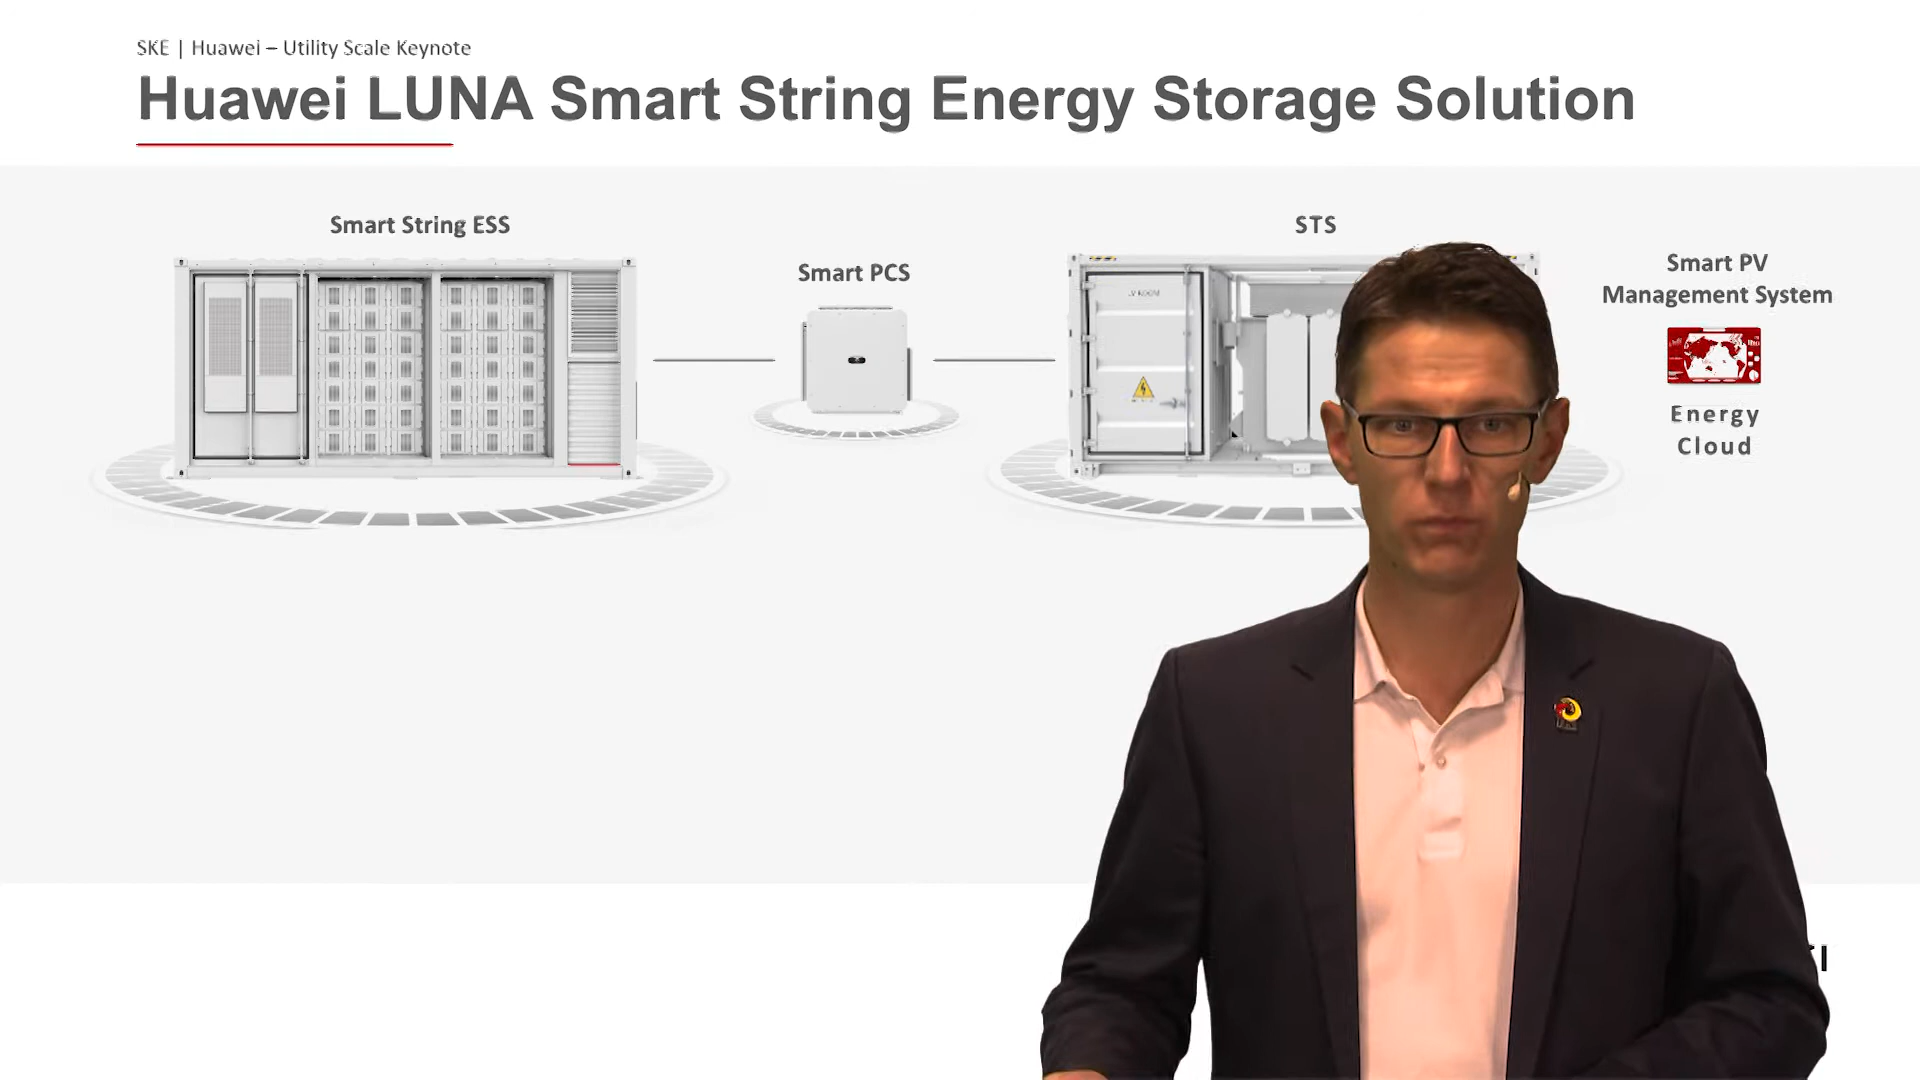 SKE | Huawei – Utility Scale Keynote
Huawei LUNA Smart String Energy Storage Solution
Smart String ESS
Smart PCS
STS
Smart PV
Management System
Energy
Cloud